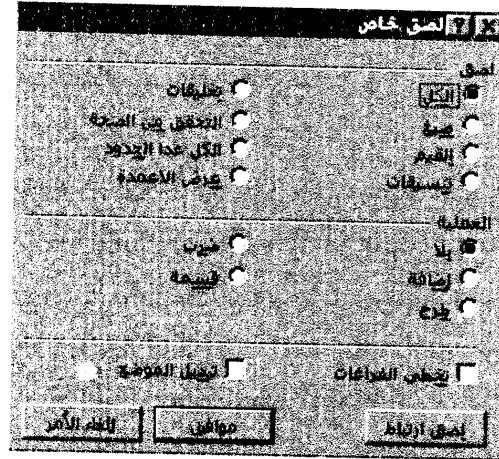 لصق خاص
لصق
الكل
تعليقات
صيغ
التحقق من الصحة
القيم
الكل عدا الحدود
تنسيقات
عرض الأعمدة
العملية
بلا
ضرب
إضافة
قسمة
طرح
تخطي الفراغات
تبديل الموضع
لصق ارتباط
موافق
إلغاء الأمر